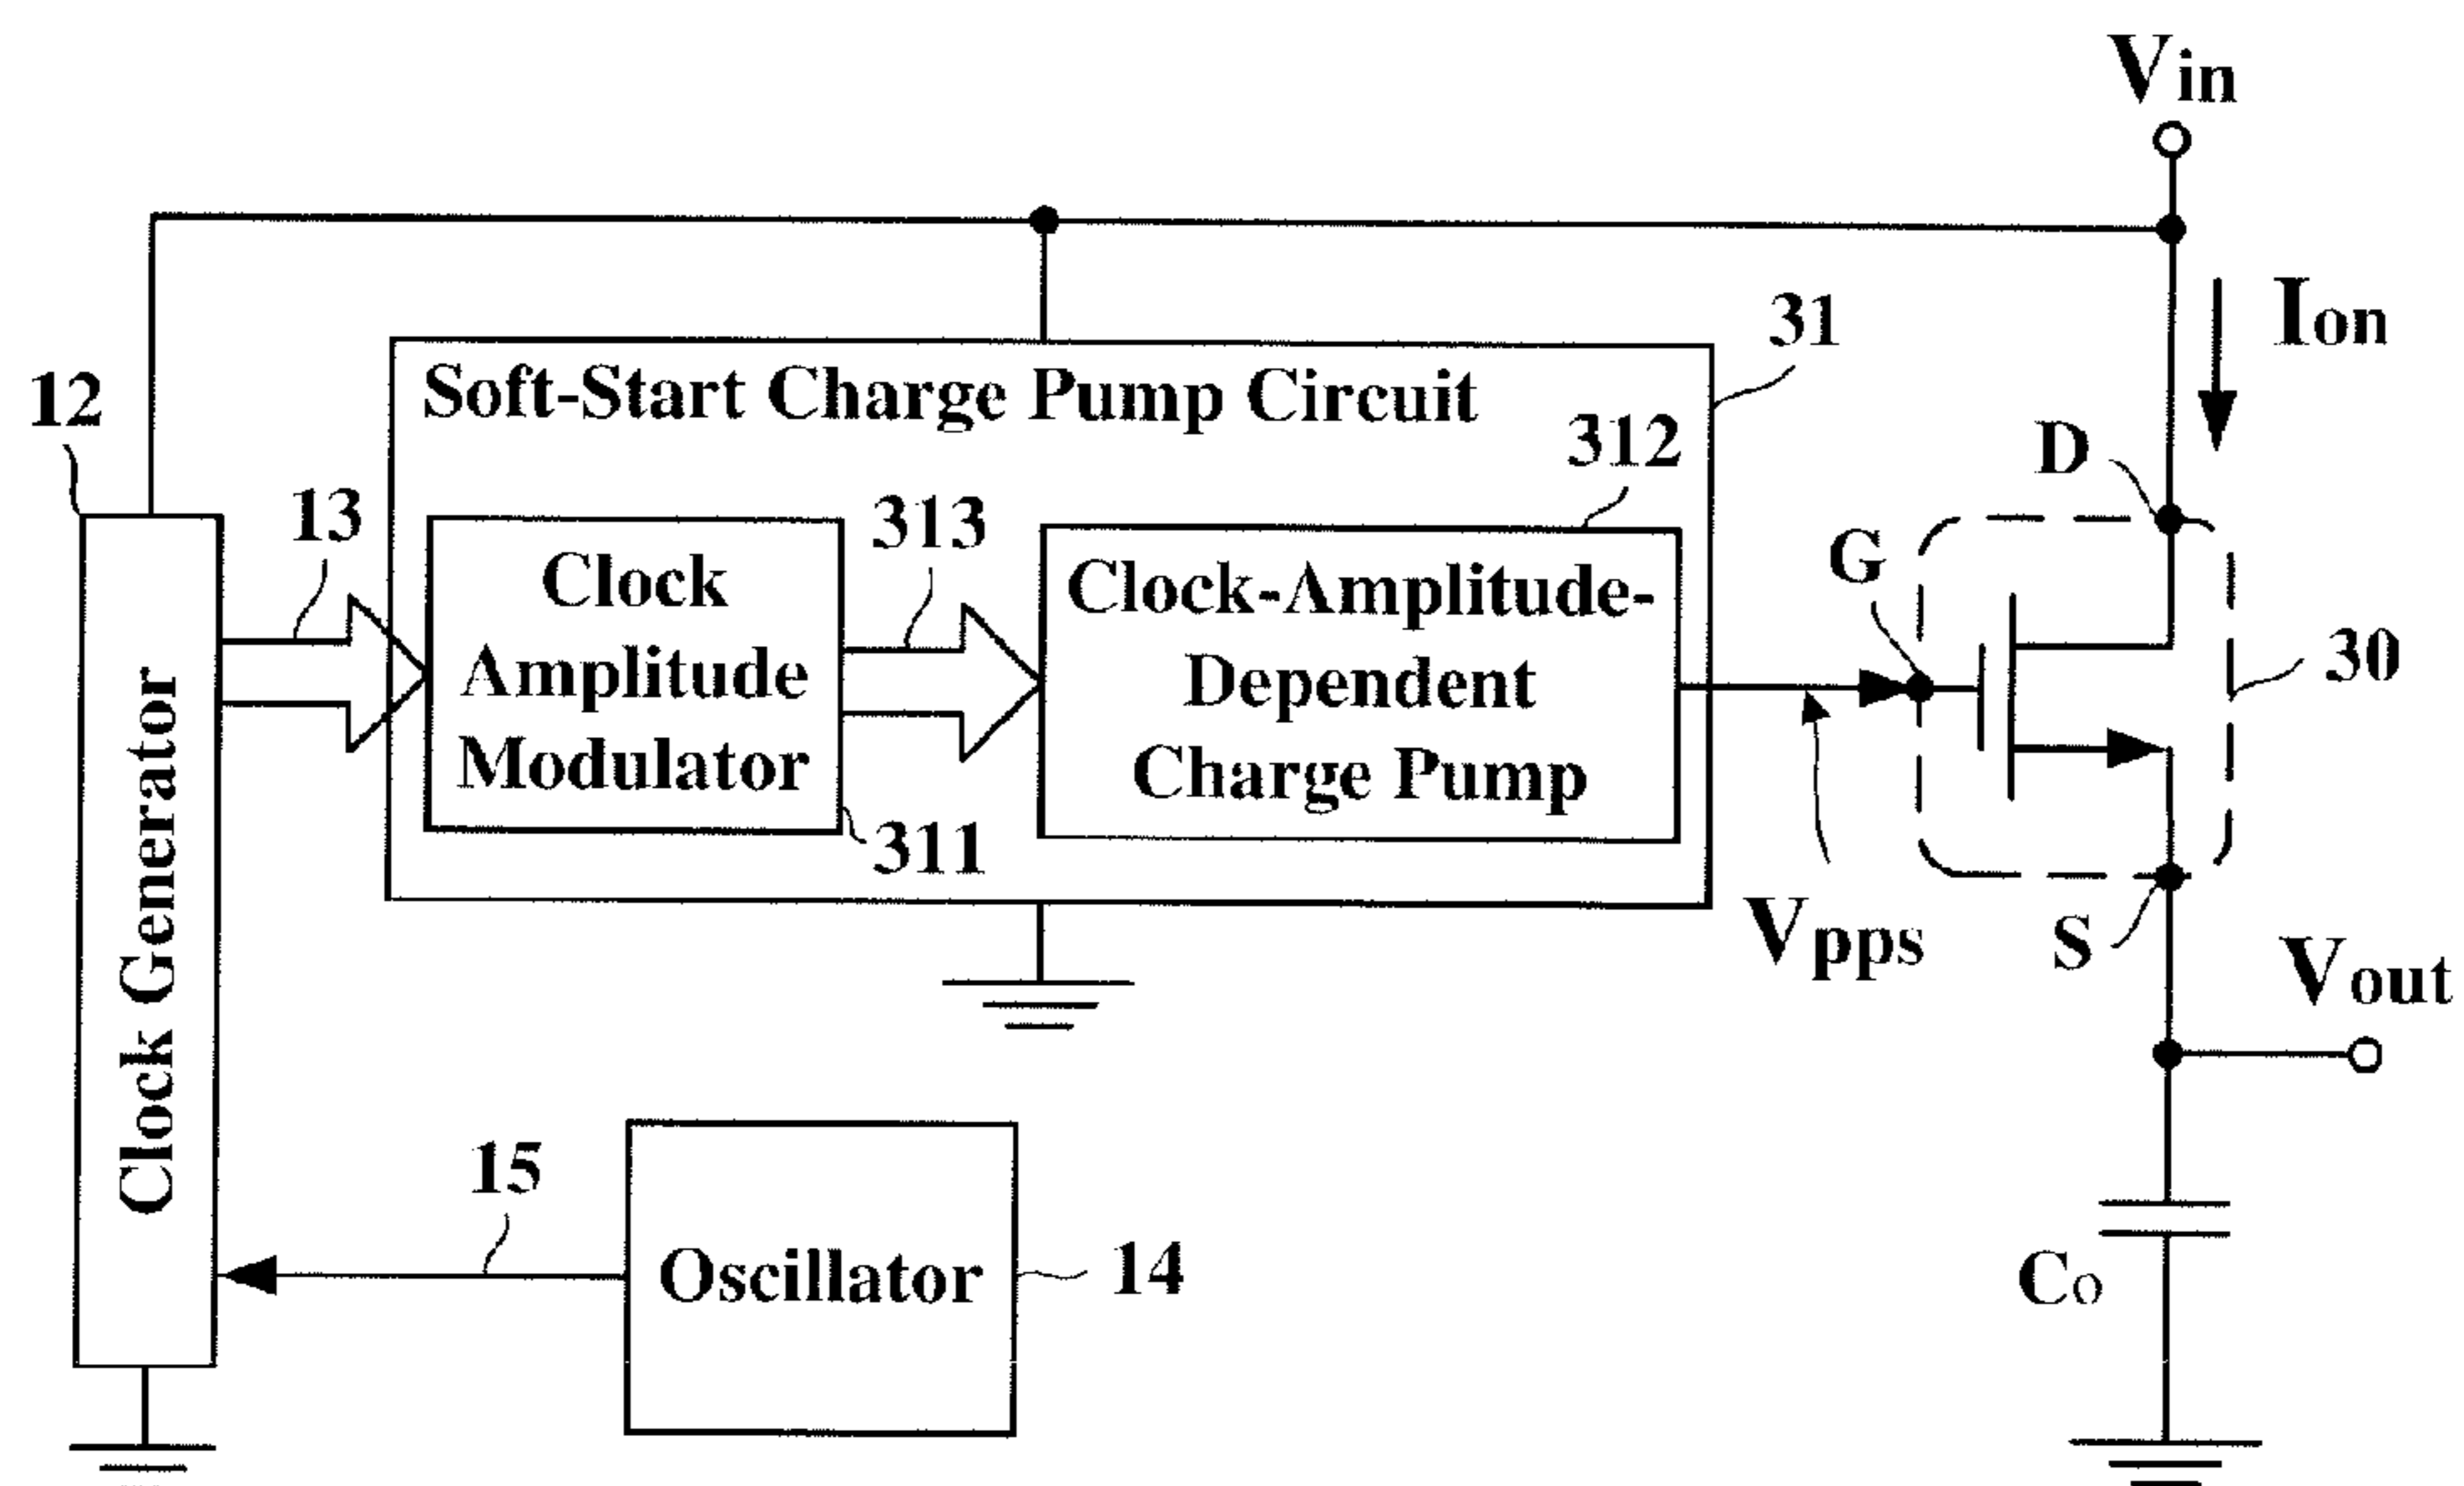 Vin
Ion
31
Soft-Start Charge Pump Circuit
12
312
D
13
313
G
Clock
Amplitude
Modulator
Clock-Amplitude-
Dependent
Charge Pump
30
311
Vpps
S
Vout
Clock Generator
15
Oscillator
14
Co